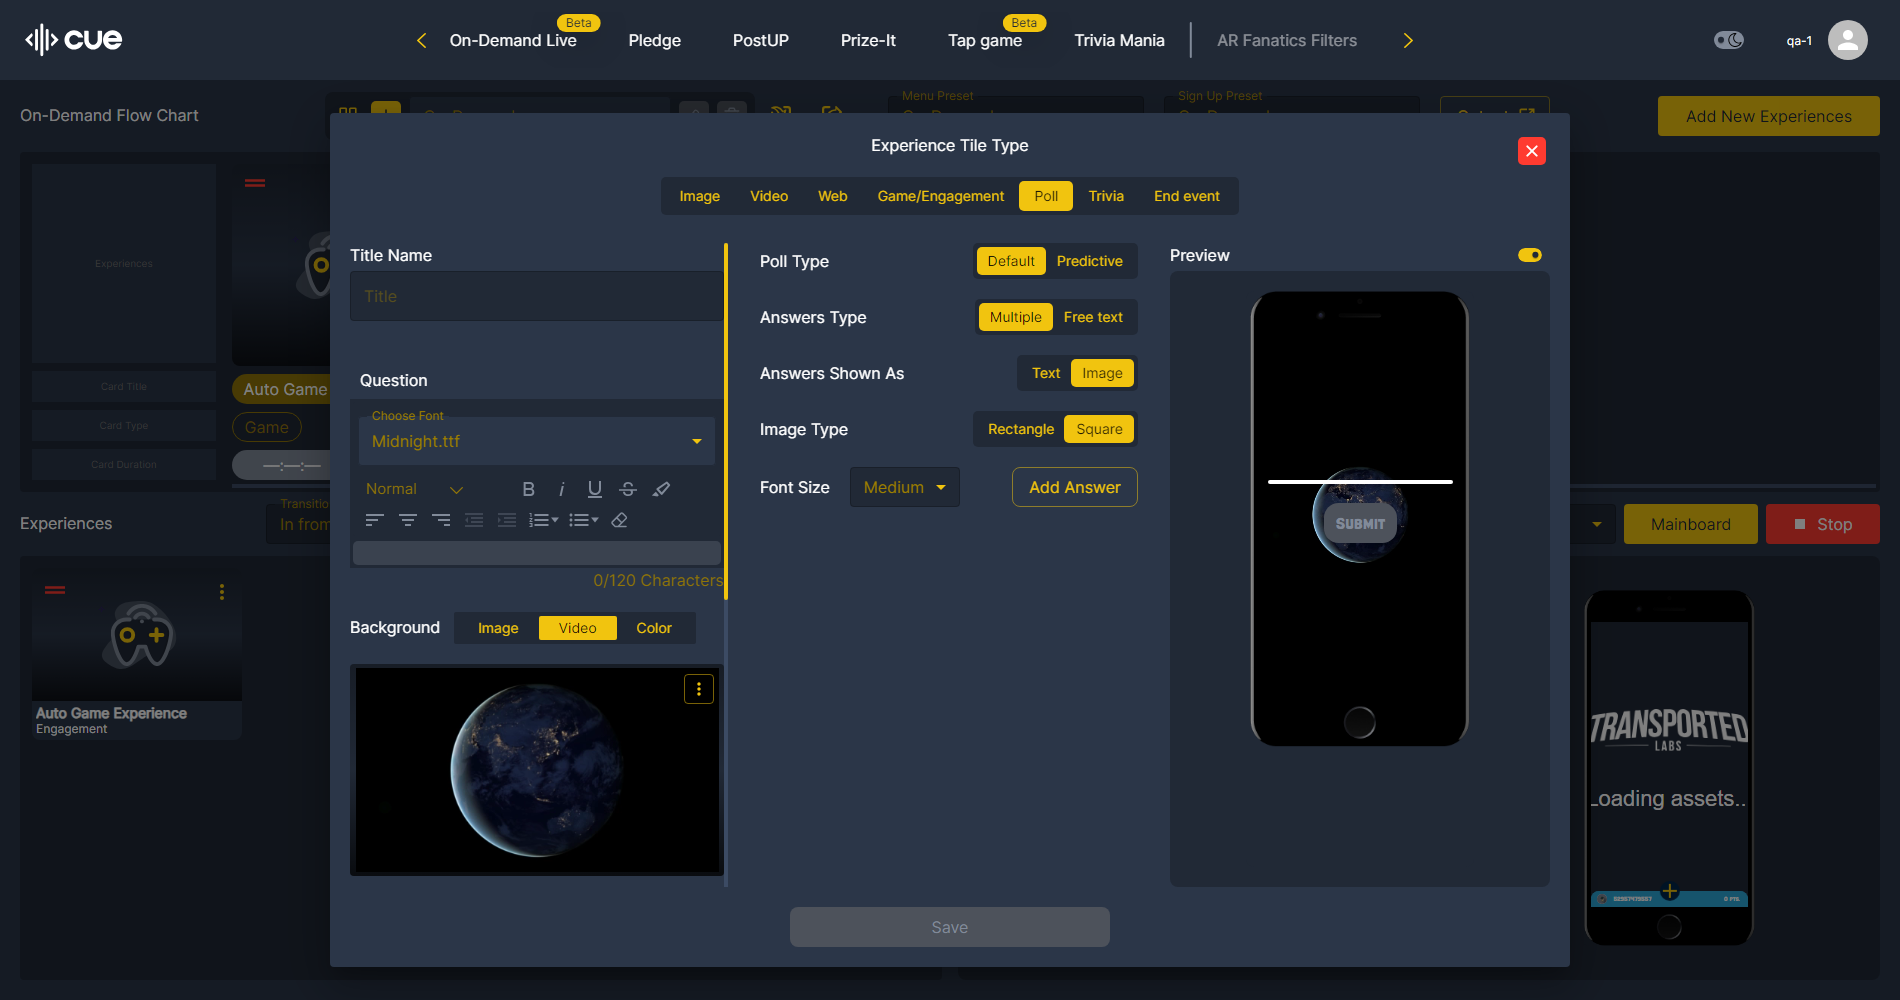 cue
On-Demand Live
Beta
Pledge
PostUP
Prize-It
Tap game
Beta
Trivia Mania
AR Fanatics Filters
qa-1
On-Demand Flow Chart
Menu Preset
Sign Up Preset
Add New Experiences
Experience Tile Type
Image
Video
Web
Game/Engagement
Poll
Trivia
End event
Experiences
Card Title
Card Type
Card Duration
Auto Game
Game
—:—:—
Title Name
Title
Question
Choose Font
Midnight.ttf
Normal
B i U S
0/120 Characters
Background
Image
Video
Color
Poll Type
Default
Predictive
Answers Type
Multiple
Free text
Answers Shown As
Text
Image
Image Type
Rectangle
Square
Font Size
Medium
Add Answer
Preview
SUBMIT
Save
Experiences
Transitio
In from
Mainboard
Stop
Auto Game Experience
Engagement
TRANSPORTED
LABS
Loading assets..
0 PTS.